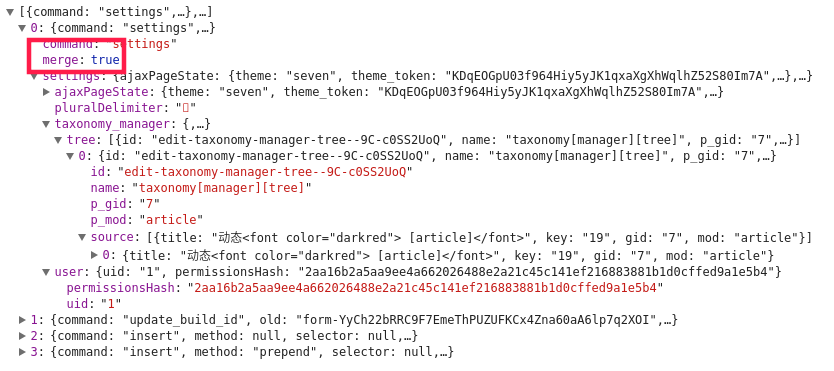 [{command: "settings",…},…]
0: {command: "settings",…}
command: "settings"
merge: true
settings: {ajaxPageState: {theme: "seven", theme_token: "KDqEOGpU03f964Hiy5yJK1qxaXgXhWqlhZ52S80Im7A",…},…}
ajaxPageState: {theme: "seven", theme_token: "KDqEOGpU03f964Hiy5yJK1qxaXgXhWqlhZ52S80Im7A",…}
pluralDelimiter: "▯"
taxonomy_manager: {,…}
tree: [{id: "edit-taxonomy-manager-tree--9C-c0SS2UoQ", name: "taxonomy[manager][tree]", p_gid: "7",…}]
0: {id: "edit-taxonomy-manager-tree--9C-c0SS2UoQ", name: "taxonomy[manager][tree]", p_gid: "7",…}
id: "edit-taxonomy-manager-tree--9C-c0SS2UoQ"
name: "taxonomy[manager][tree]"
p_gid: "7"
p_mod: "article"
source: [{title: "动态<font color="darkred"> [article]</font>", key: "19", gid: "7", mod: "article"}]
0: {title: "动态<font color="darkred"> [article]</font>", key: "19", gid: "7", mod: "article"}
user: {uid: "1", permissionsHash: "2aa16b2a5aa9ee4a662026488e2a21c45c141ef216883881b1d0cffed9a1e5b4"}
permissionsHash: "2aa16b2a5aa9ee4a662026488e2a21c45c141ef216883881b1d0cffed9a1e5b4"
uid: "1"
1: {command: "update_build_id", old: "form-YyCh22bRRC9F7EmeThPUZUFKCx4Zna60aA6lp7q2XOI",…}
2: {command: "insert", method: null, selector: null,…}
3: {command: "insert", method: "prepend", selector: null,…}